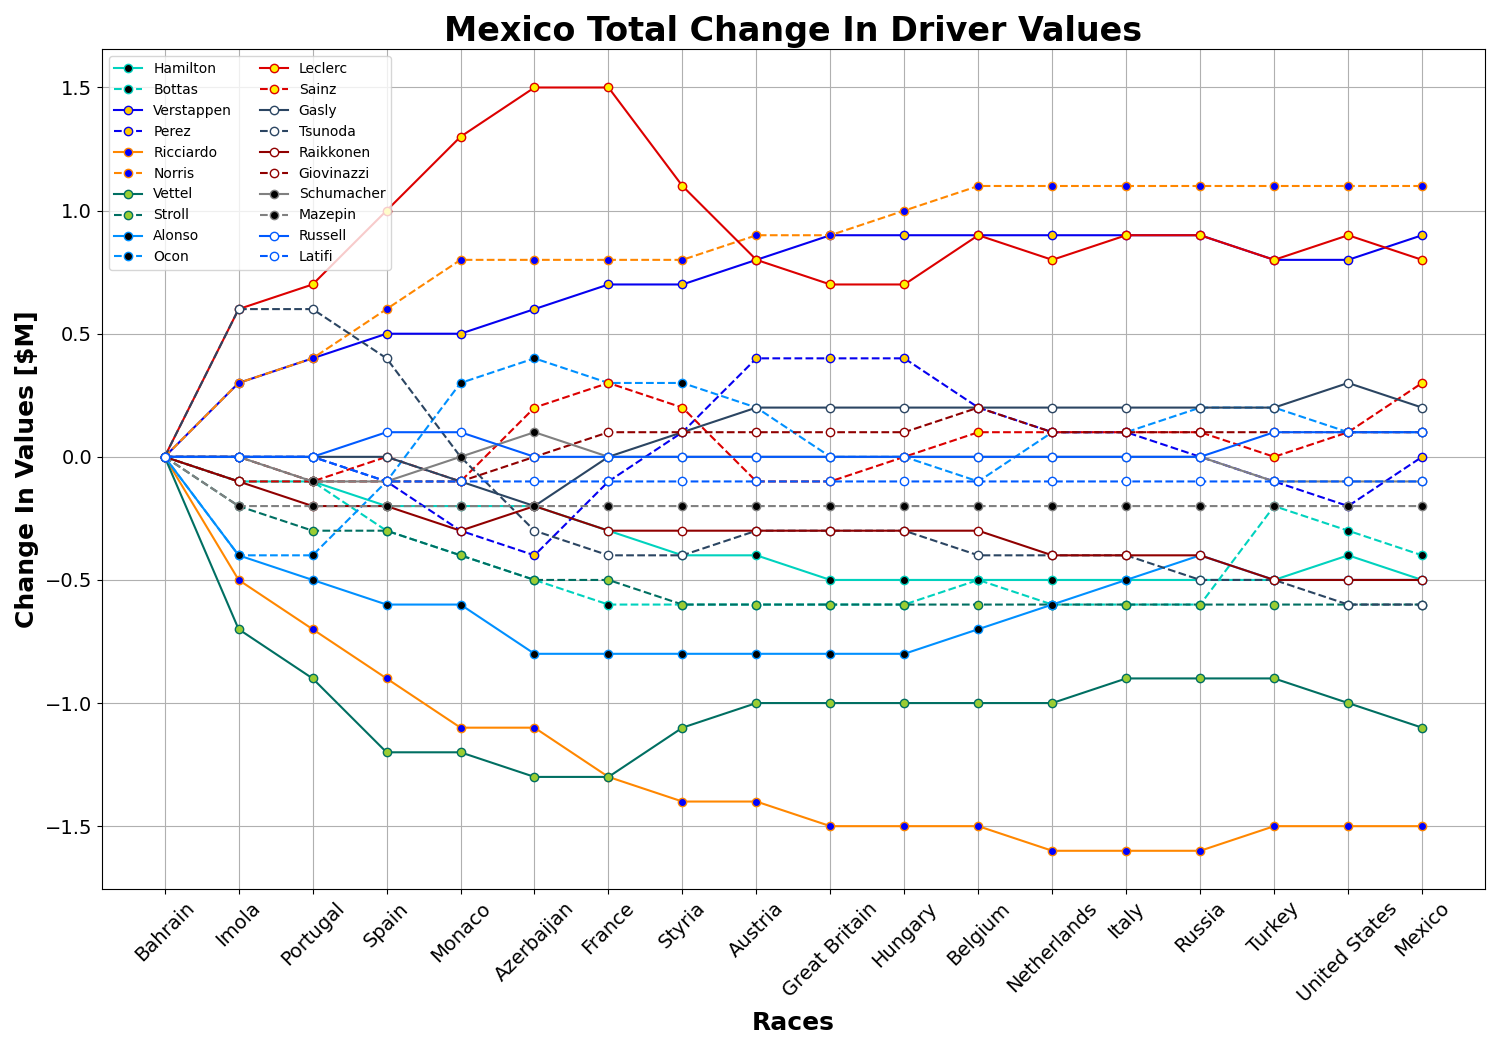 Mexico Total Change In Driver Values
Hamilton
Bottas
Verstappen
Perez
Ricciardo
Norris
Vettel
Stroll
Alonso
Ocon
Leclerc
Sainz
Gasly
Tsunoda
Raikkonen
Giovinazzi
Schumacher
Mazepin
Russell
Latifi
Change In Values [$M]
1.5
1.0
0.5
0.0
−0.5
−1.0
−1.5
Bahrain
Imola
Portugal
Spain
Monaco
Azerbaijan
France
Styria
Austria
Great Britain
Hungary
Belgium
Netherlands
Italy
Russia
Turkey
United States
Mexico
Races